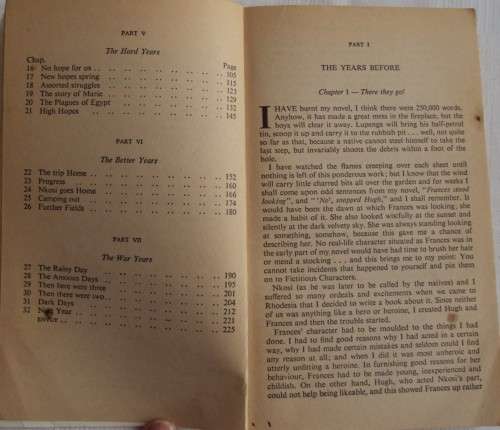 PART V
The Hard Years
Chap. Page
16 No hope for us .. .. .. .. .. .. 105
17 New hopes spring .. .. .. .. .. .. 115
18 Assorted struggles .. .. .. .. .. .. 123
19 The story of Marie .. .. .. .. .. .. 129
20 The Plagues of Egypt .. .. .. .. .. 132
21 High Hopes .. .. .. .. .. .. 145
PART VI
The Better Years
22 The trip Home .. .. .. .. .. .. 152
23 Progress .. .. .. .. .. .. 160
24 Nkosi goes Home .. .. .. .. .. .. 166
25 Camping out .. .. .. .. .. .. 174
26 Further Fields .. .. .. .. .. .. 180
PART VII
The War Years
27 The Rainy Day .. .. .. .. .. .. 190
28 The Anxious Days .. .. .. .. .. .. 195
29 Then there were three .. .. .. .. .. 201
30 Then there were two .. .. .. .. .. 204
31 Dark Days .. .. .. .. .. .. 212
32 Year .. .. .. .. .. .. 221
.. .. .. .. .. .. 225
PART I
THE YEARS BEFORE
Chapter 1 — There they go!
I HAVE burnt my novel, I think there were 250,000 words.
Anyhow, it has made a great mess in the fireplace, but the
boys will clear it away. Lupenga will bring his half-petrol
tin, scoop it up and carry it to the rubbish pit . . . well, not quite
so far as that, because a native cannot steel himself to take the
last step, but invariably shoots the debris within a foot of the
hole.
I have watched the flames creeping over each sheet until
nothing is left of this ponderous work; but I know that the wind
will carry little charred bits all over the garden and for weeks I
shall come upon odd sentences from my novel, "Frances stood
looking", and "'No', snapped Hugh," and I shall remember. It
would have been the dawn at which Frances was looking, she
made a habit of it. She also looked wistfully at the sunset and
silently at the dark velvety sky. She was always standing looking
at something, somehow, because this gave me a chance of
describing her. No real-life character situated as Frances was in
the early part of my novel would have had time to brush her hair
or mend a stocking . . . and this brings me to my point: You
cannot take incidents that happened to yourself and pin them
on to Fictitious Characters.
Nkosi (as he was later to be called by the natives) and I
suffered so many ordeals and excitements when we came to
Rhodesia that I decided to write a book about it. Since neither
of us was anything like a hero or heroine, I created Hugh and
Frances and then the trouble started.
Frances' character had to be moulded to the things I had
done. I had to find good reasons why I had acted in a certain
way, why I had made certain mistakes and seldom could I find
any reason at all; and when I did it was most unheroic and
utterly unfitting a heroine. In furnishing good reasons for her
behaviour, Frances had to be made young, inexperienced and
childish. On the other hand, Hugh, who acted Nkosi's part,
could not help being likeable, and this showed Frances up rather